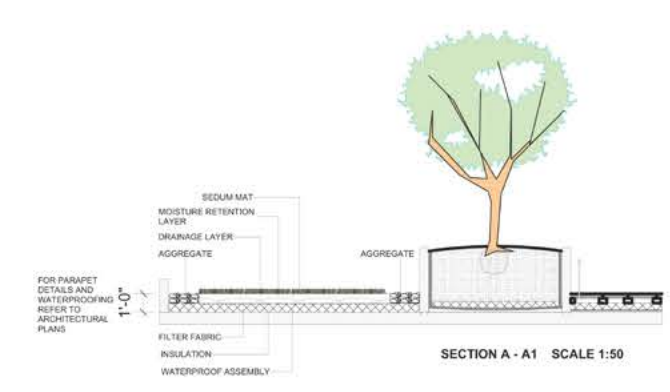 SEDUM MAT
MOISTURE RETENTION
LAYER
DRAINAGE LAYER
AGGREGATE
AGGREGATE
FOR PARAPET
DETAILS AND
WATERPROOFING
REFER TO
ARCHITECTURAL
PLANS
1'-0"
FILTER FABRIC
INSULATION
WATERPROOF ASSEMBLY
SECTION A - A1 SCALE 1:50